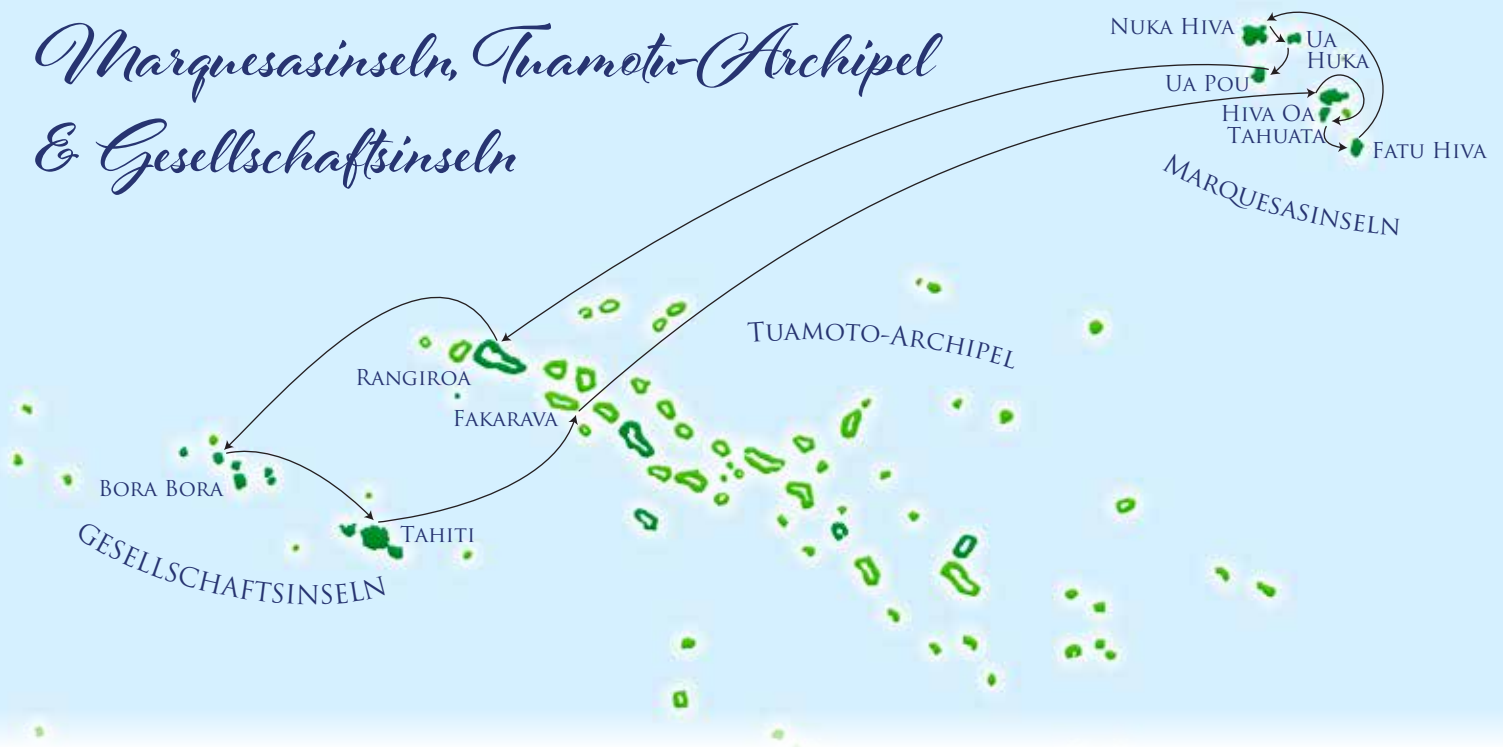 Marquesasinseln, Tuamotu-Archipel
& Gesellschaftsinseln
NUKA HIVA
UA
HUKA
UA POU
HIVA OA
TAHUATA
FATU HIVA
MARQUESASINSELN
TUAMOTO-ARCHIPEL
RANGIROA
FAKARAVA
BORA BORA
TAHITI
GESELLSCHAFTSINSELN